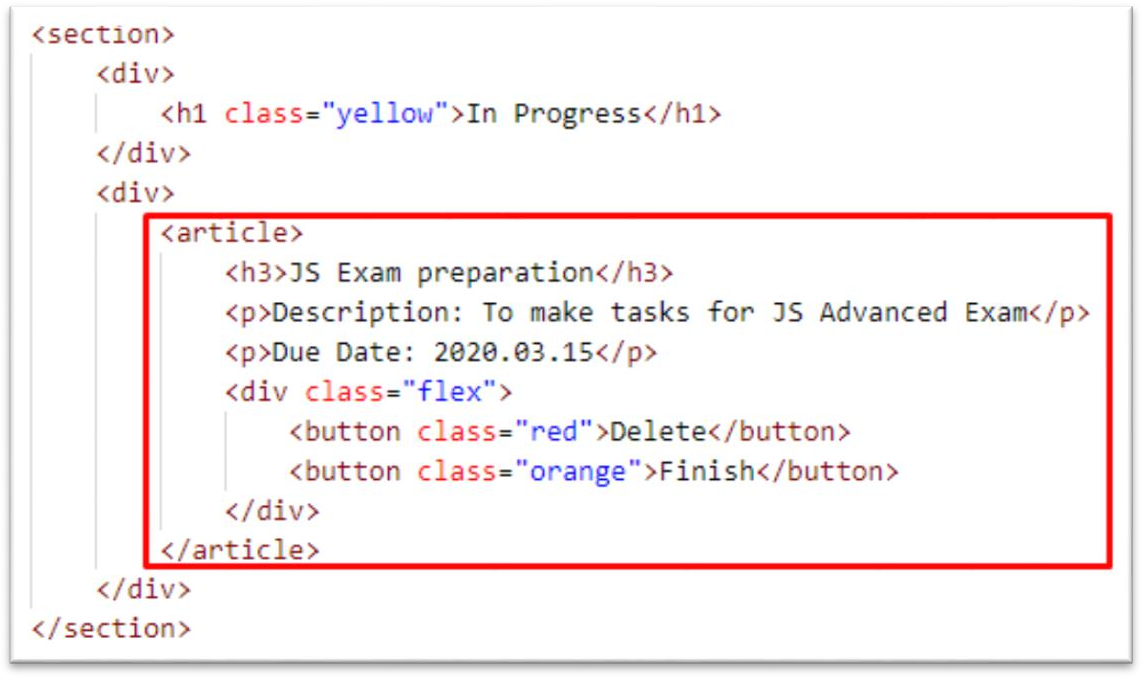 <section>
<div>
<h1 class="yellow">In Progress</h1>
</div>
<div>
<article>
<h3>JS Exam preparation</h3>
<p>Description: To make tasks for JS Advanced Exam</p>
<p>Due Date: 2020.03.15</p>
<div class="flex">
<button class="red">Delete</button>
<button class="orange">Finish</button>
</div>
</article>
</div>
</section>